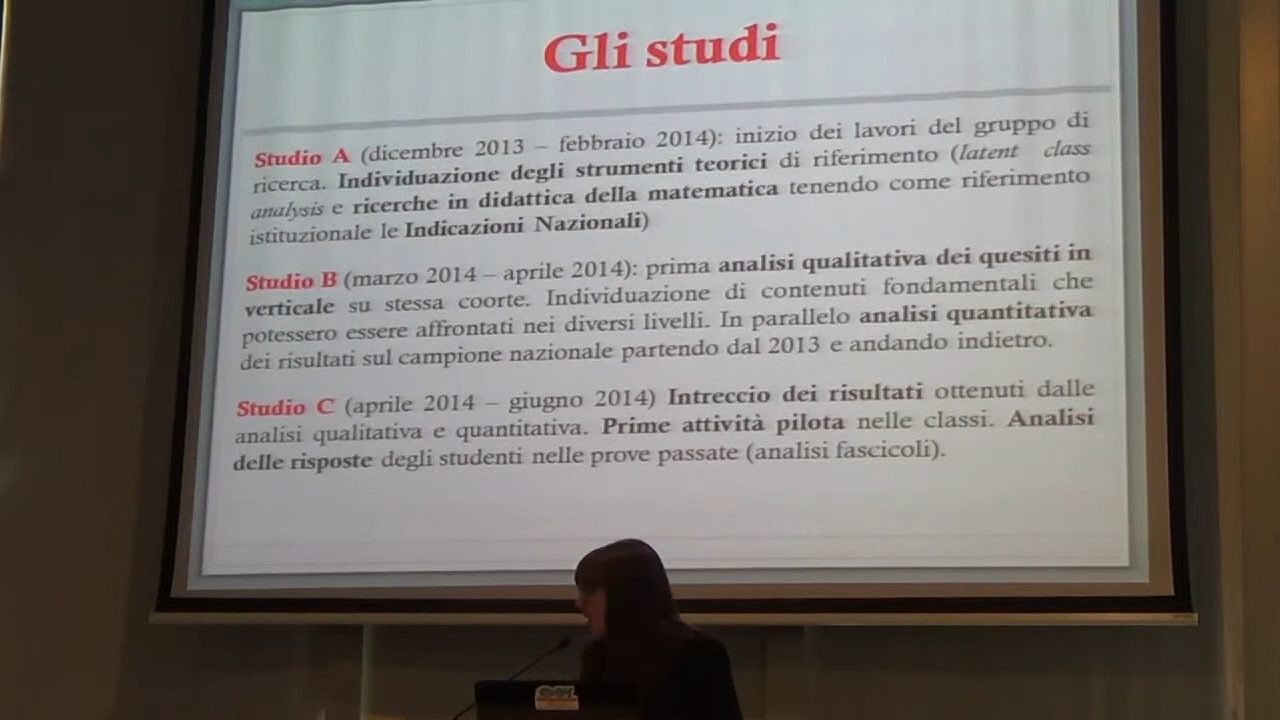 Gli studi
Studio A (dicembre 2013 – febbraio 2014): inizio dei lavori del gruppo di
ricerca. Individuazione degli strumenti teorici di riferimento (latent class
analysis e ricerche in didattica della matematica tenendo come riferimento
istituzionale le Indicazioni Nazionali)
Studio B (marzo 2014 – aprile 2014): prima analisi qualitativa dei quesiti in
verticale su stessa coorte. Individuazione di contenuti fondamentali che
potessero essere affrontati nei diversi livelli. In parallelo analisi quantitativa
dei risultati sul campione nazionale partendo dal 2013 e andando indietro.
Studio C (aprile 2014 – giugno 2014) Intreccio dei risultati ottenuti dalle
analisi qualitativa e quantitativa. Prime attività pilota nelle classi. Analisi
delle risposte degli studenti nelle prove passate (analisi fascicoli).